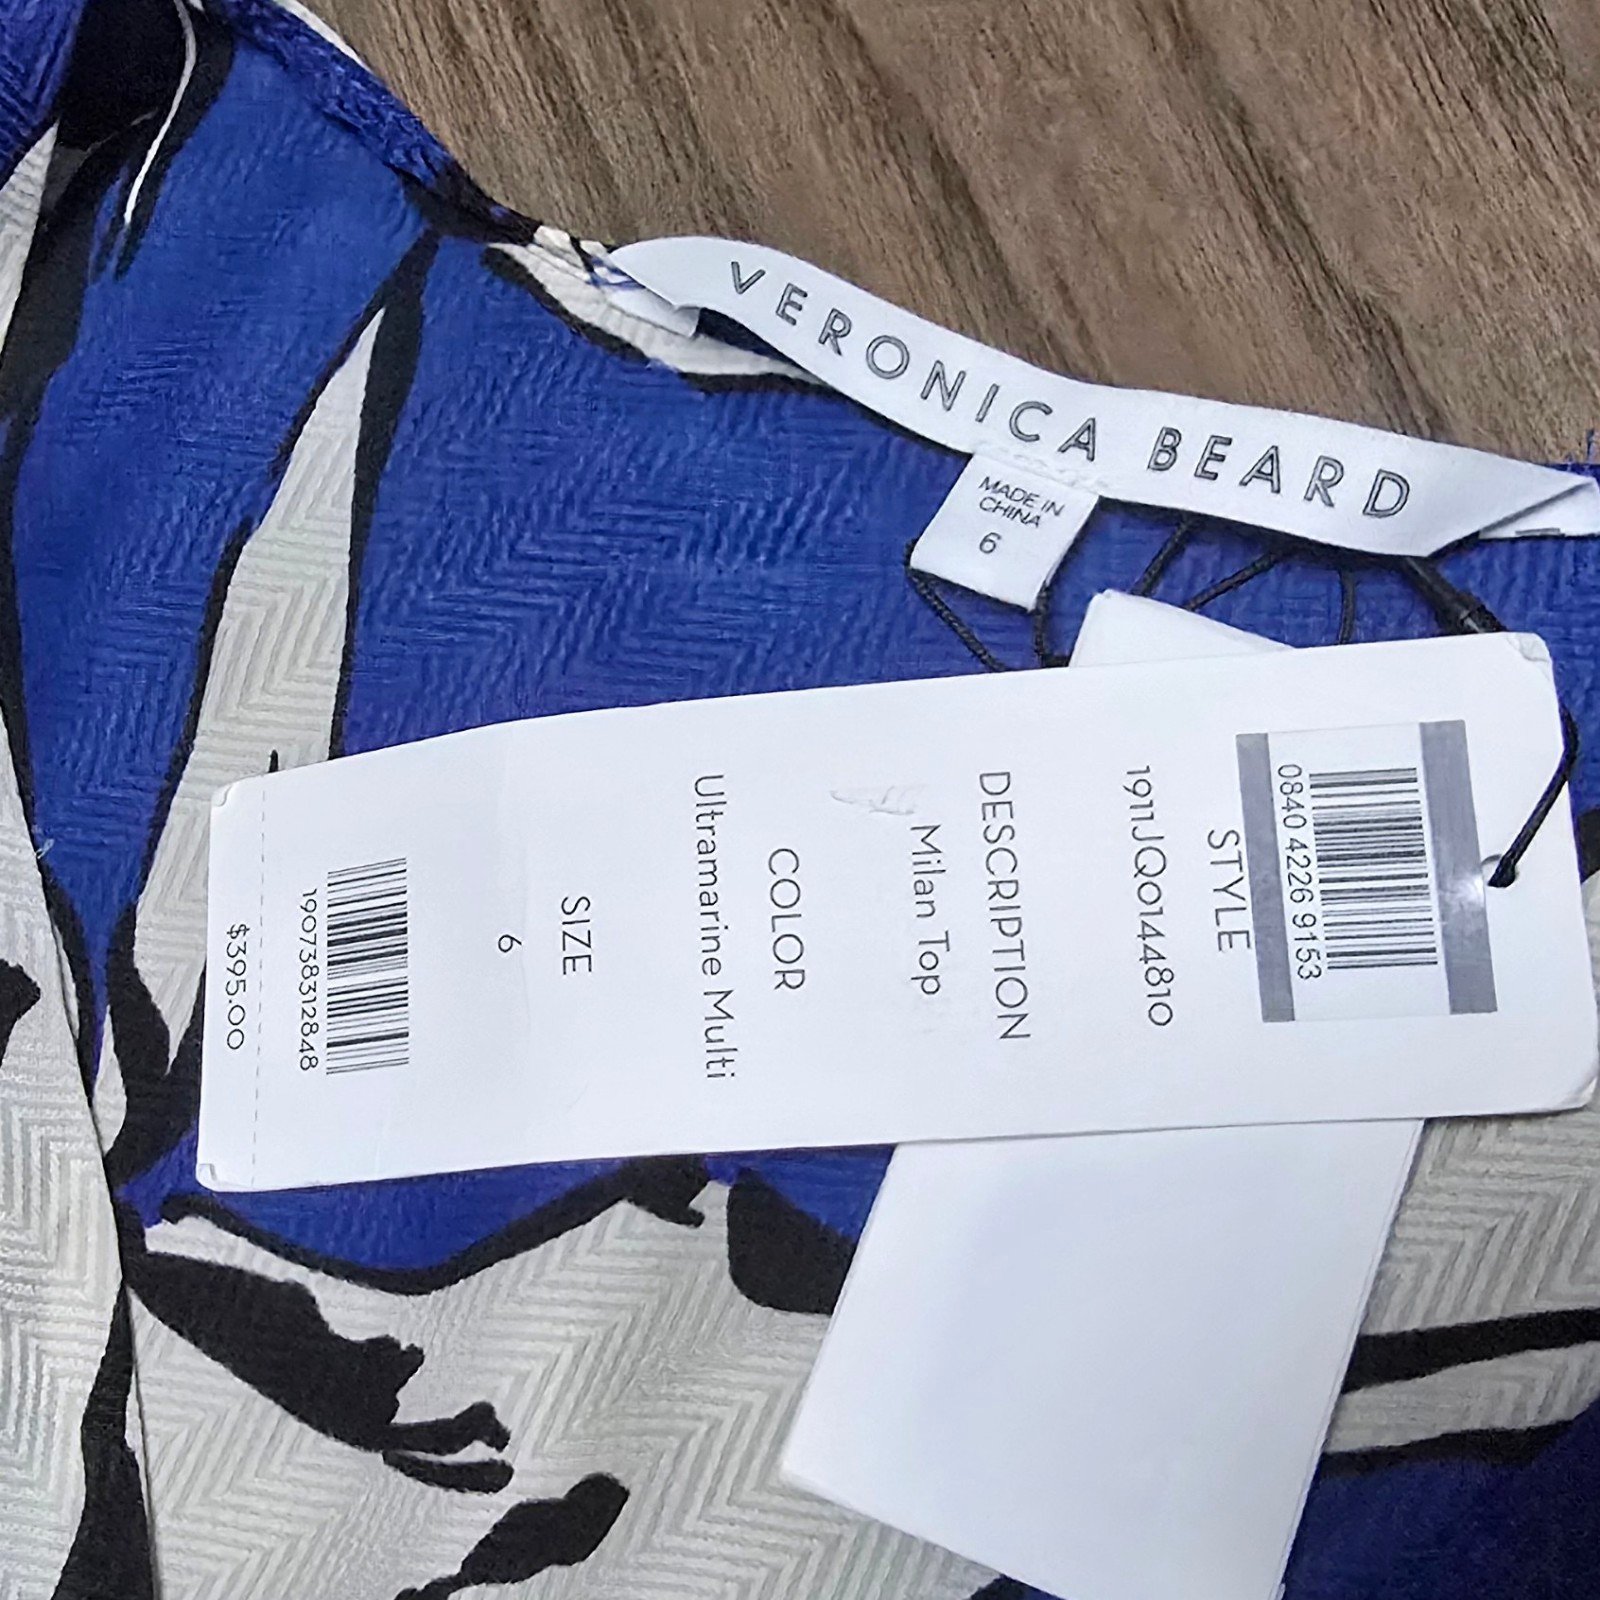 VERONICA BEARD
MADE IN
CHINA
6
0840 4226 9153
STYLE
1911JQ0144810
DESCRIPTION
Milan Top
COLOR
Ultramarine Multi
SIZE
6
190738312848
$395.00